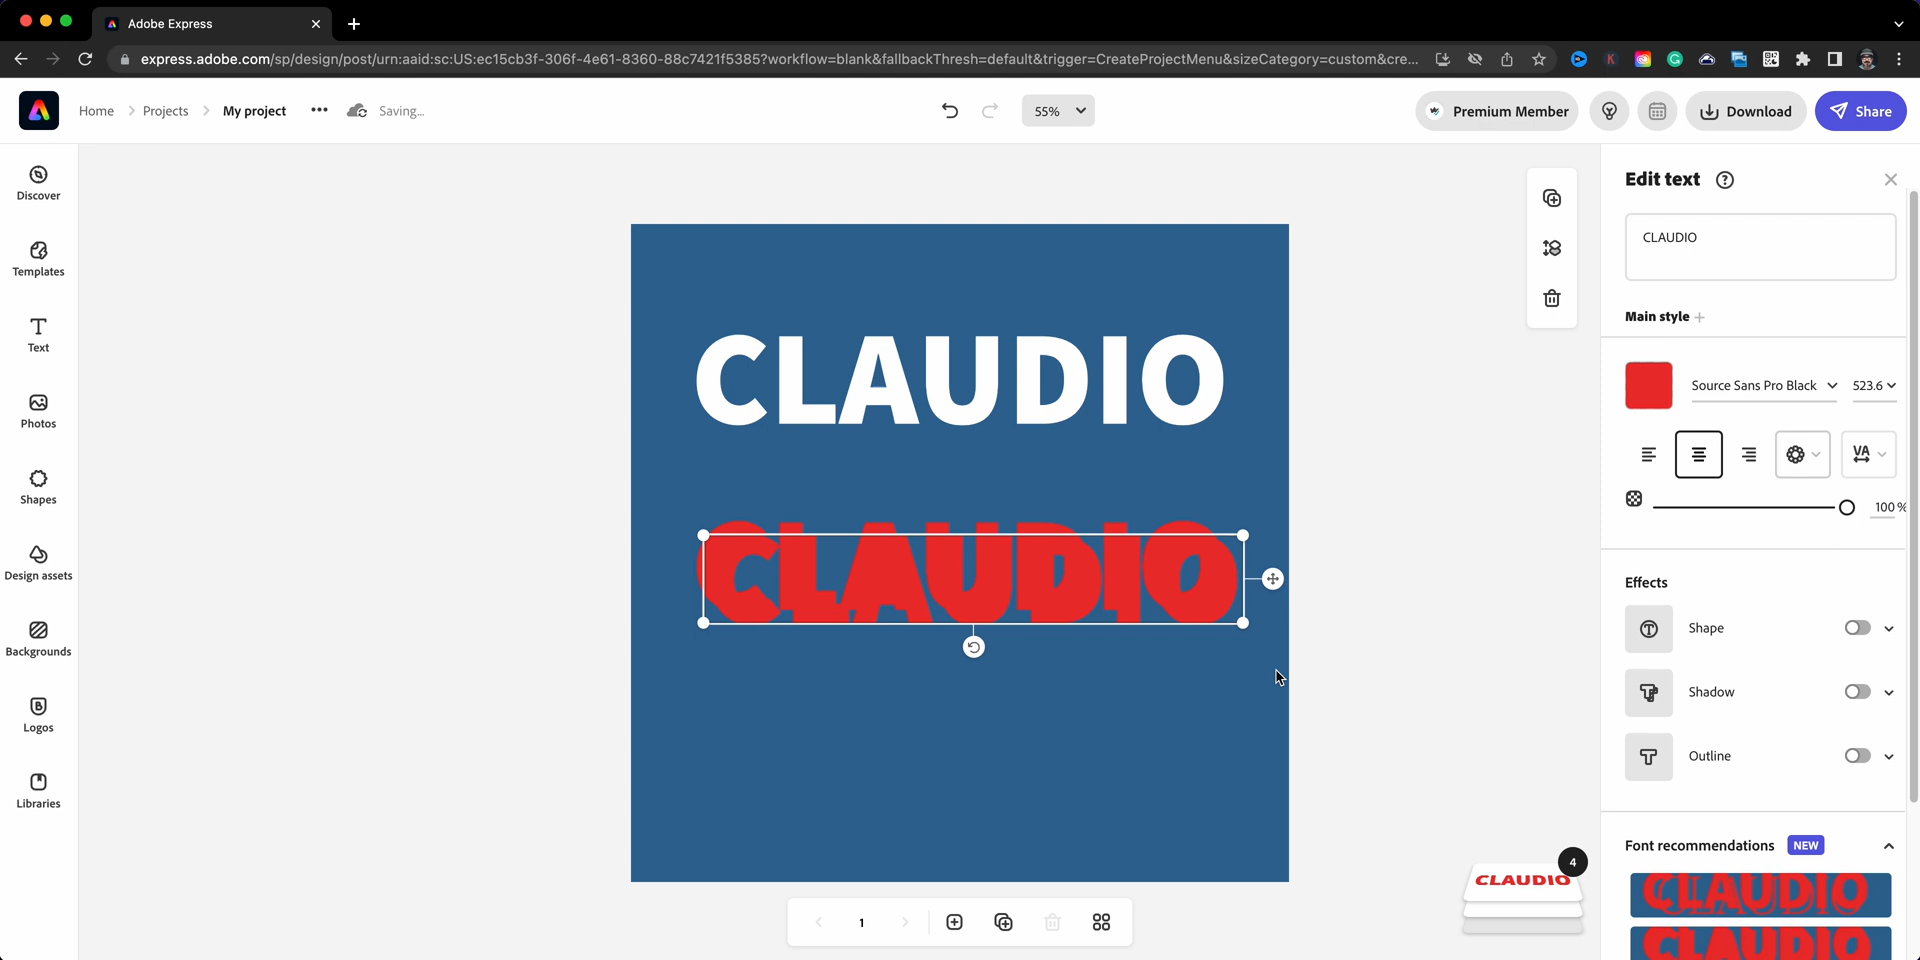 Adobe Express
express.adobe.com/sp/design/post/urn:aaid:sc:US:ec15cb3f-306f-4e61-8360-88c7421f5385?workflow=blank&fallbackThresh=default&trigger=CreateProjectMenu&sizeCategory=custom&cre...
Home
Projects
My project
Saving...
55%
Premium Member
Download
Share
Discover
Templates
Text
Photos
Shapes
Design assets
Backgrounds
Logos
Libraries
CLAUDIO
CLAUDIO
Edit text
CLAUDIO
Main style +
Source Sans Pro Black
523.6
VA
100 %
Effects
Shape
Shadow
Outline
Font recommendations NEW
CLAUDIO
CLAUDIO
CLAUDIO
4
1